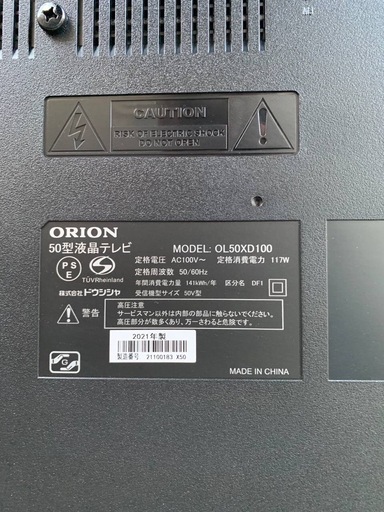 CAUTION
RISK OF ELECTRIC SHOCK
DO NOT OPEN
ORION
50型液晶テレビ
MODEL: OL50XD100
PS
E
TÜVRheinland
定格電圧 AC100V～ 定格消費電力 117W
定格周波数 50/60Hz
年間消費電力量 141kWh/年 区分名 DF1
受信機型サイズ 50V型
株式会社ドウシシャ
警告
高圧注意
サービスマン以外は内部の部品に触らないでください。
高圧部分が多数あり、万一さわると危険です。
G
2021年製
製造番号 21100183 X50
MADE IN CHINA